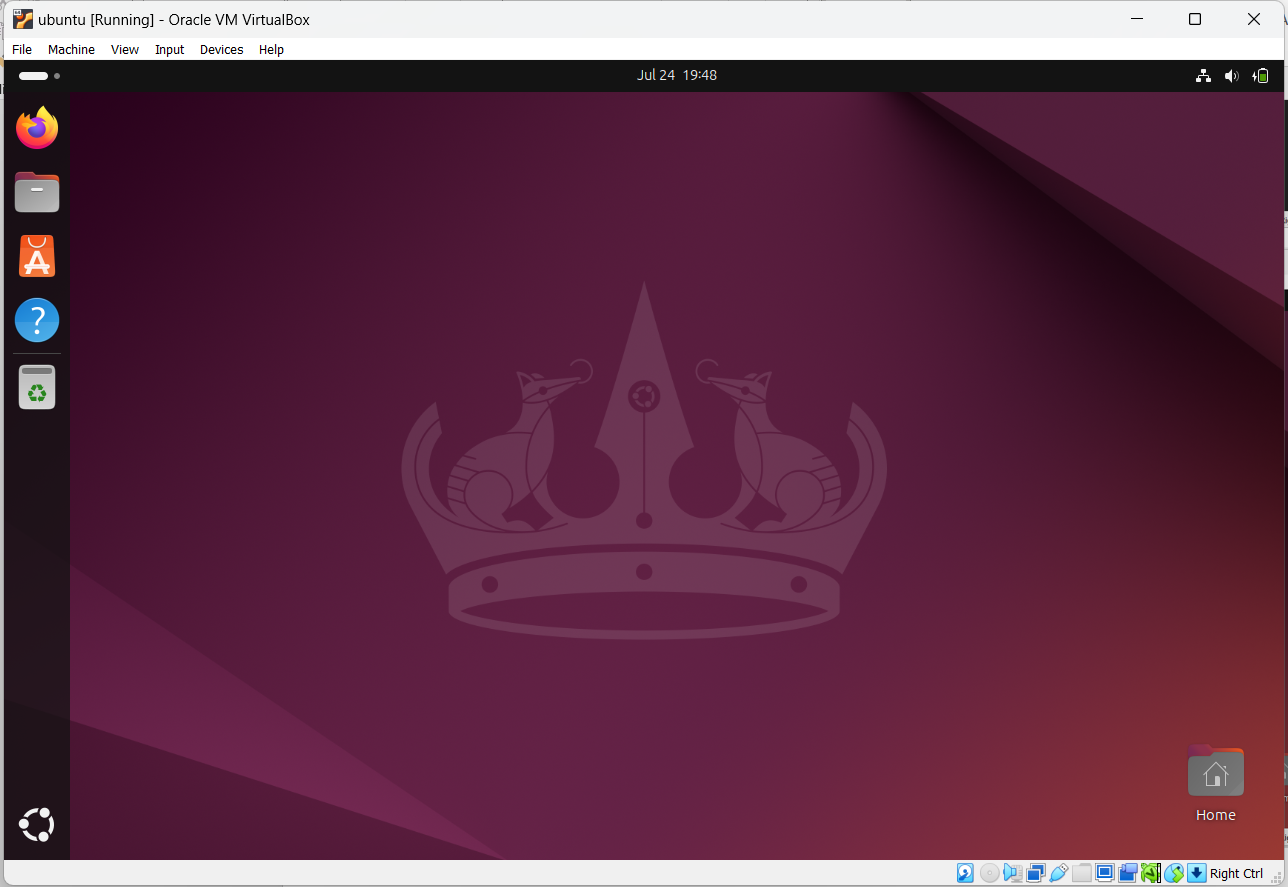 ubuntu [Running] - Oracle VM VirtualBox
File Machine View Input Devices Help
Jul 24 19:48
Home
Right Ctrl